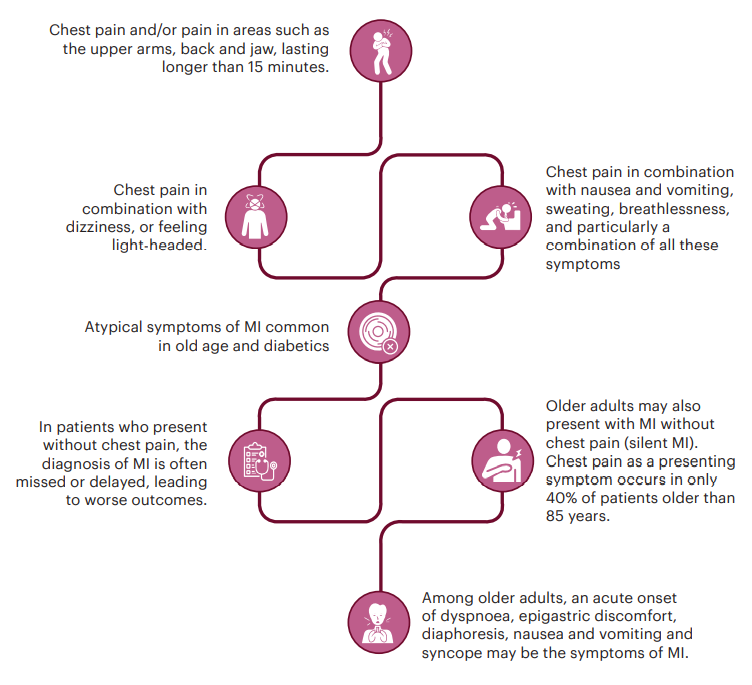 Chest pain and/or pain in areas such as
the upper arms, back and jaw, lasting
longer than 15 minutes.
Chest pain in
combination with
dizziness, or feeling
light-headed.
Chest pain in combination
with nausea and vomiting,
sweating, breathlessness,
and particularly a
combination of all these
symptoms
Atypical symptoms of MI common
in old age and diabetics
In patients who present
without chest pain, the
diagnosis of MI is often
missed or delayed, leading
to worse outcomes.
Older adults may also
present with MI without
chest pain (silent MI).
Chest pain as a presenting
symptom occurs in only
40% of patients older than
85 years.
Among older adults, an acute onset
of dyspnoea, epigastric discomfort,
diaphoresis, nausea and vomiting and
syncope may be the symptoms of MI.